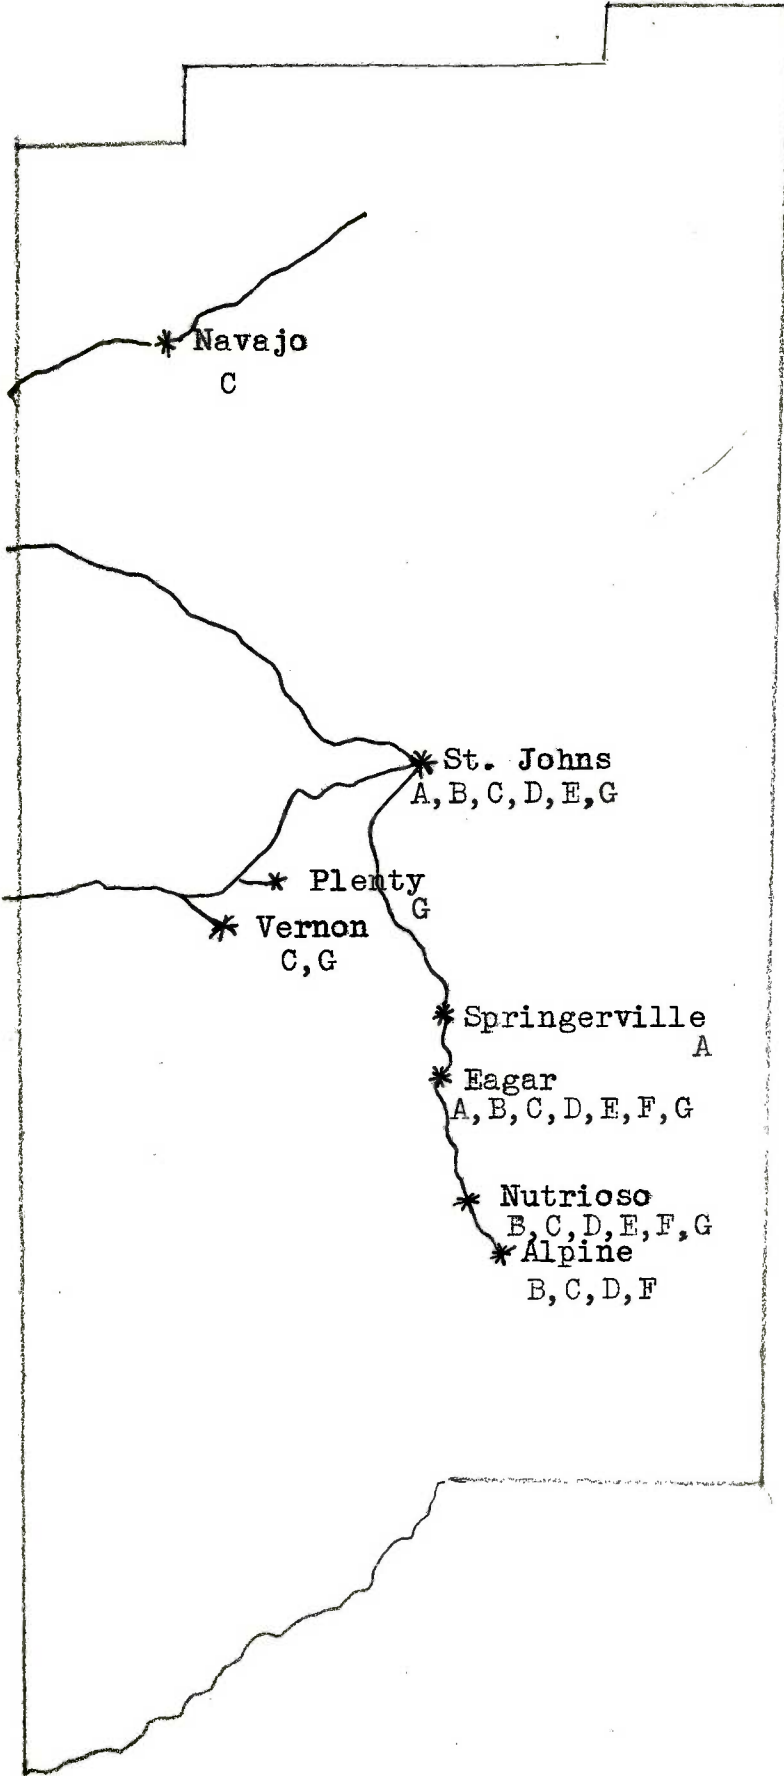 Navajo
C
St. Johns
A,B,C,D,E,G
Plenty
G
Vernon
C,G
Springerville
A
Eagar
A,B,C,D,E,F,G
Nutrioso
B,C,D,E,F,G
Alpine
B,C,D,F